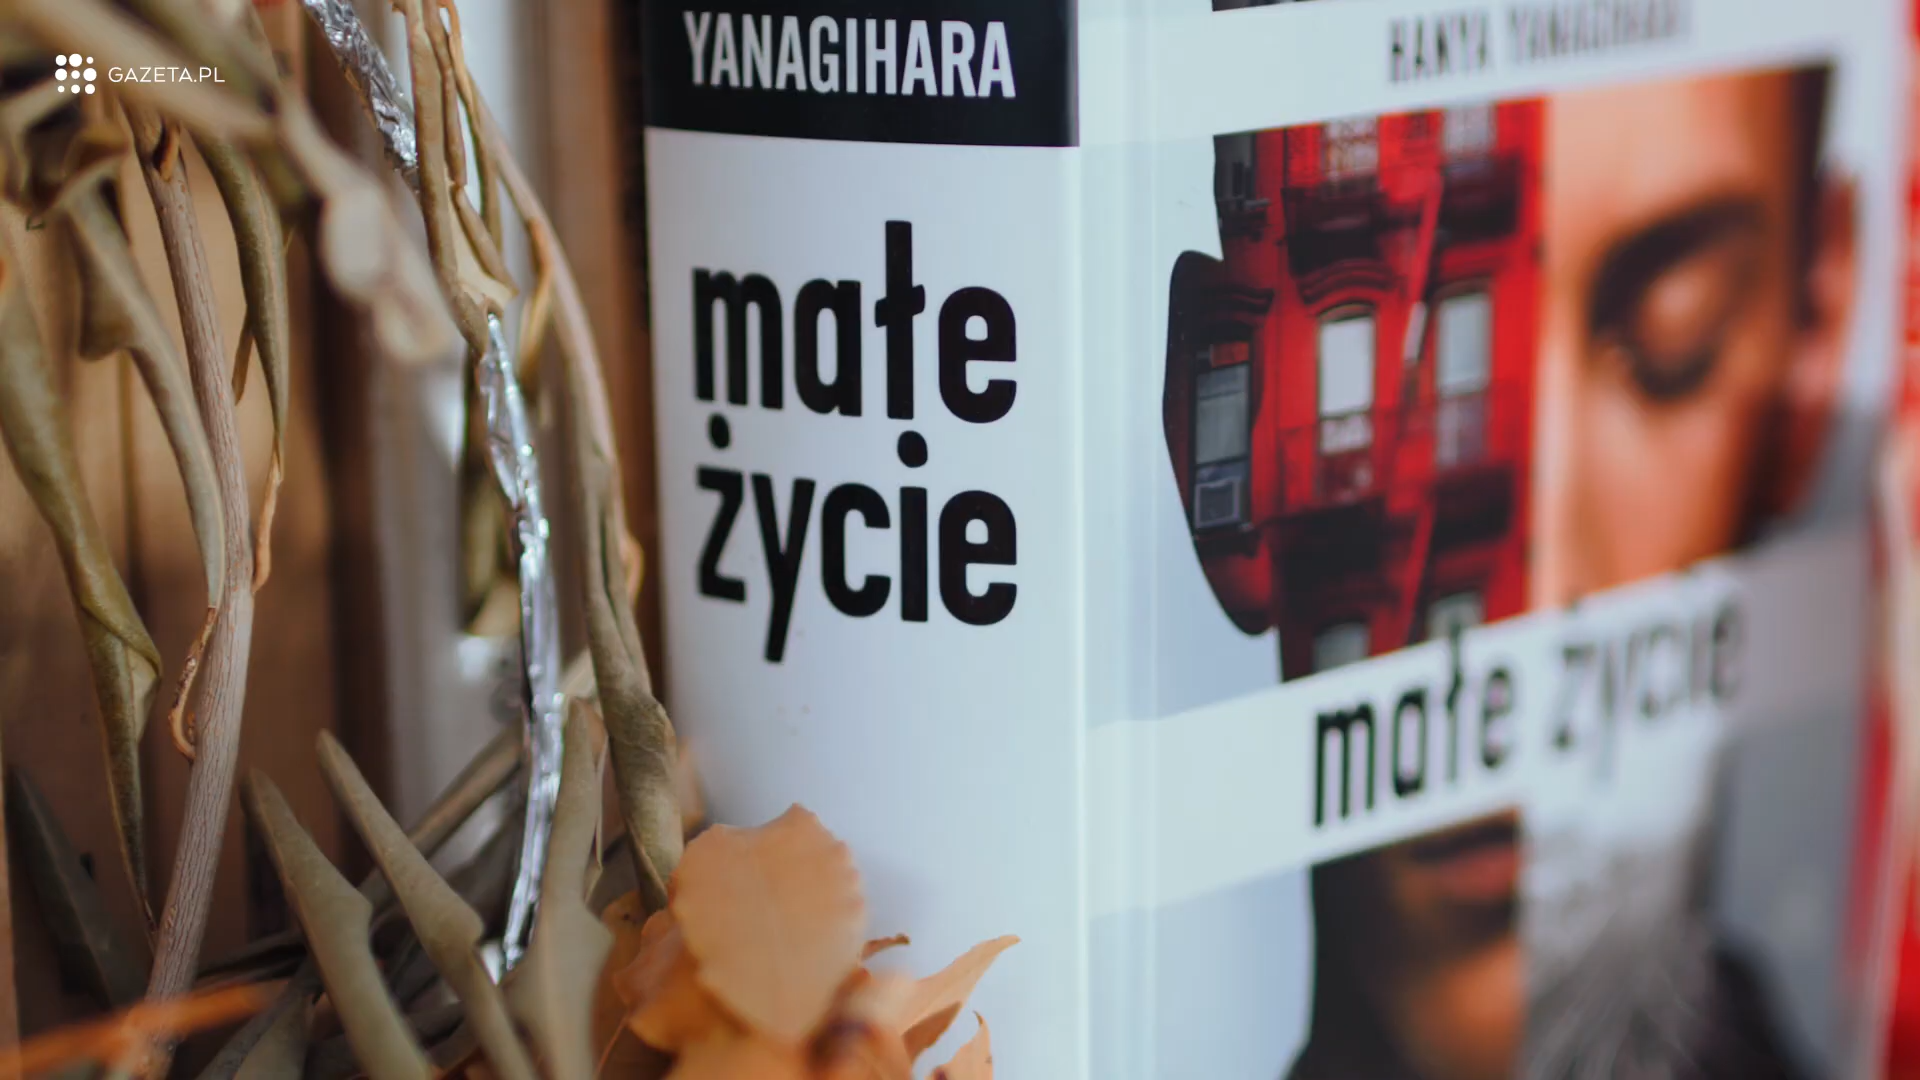 GAZETA.PL
YANAGIHARA
małe
życie
HANYA YANAGIHARA
małe życie